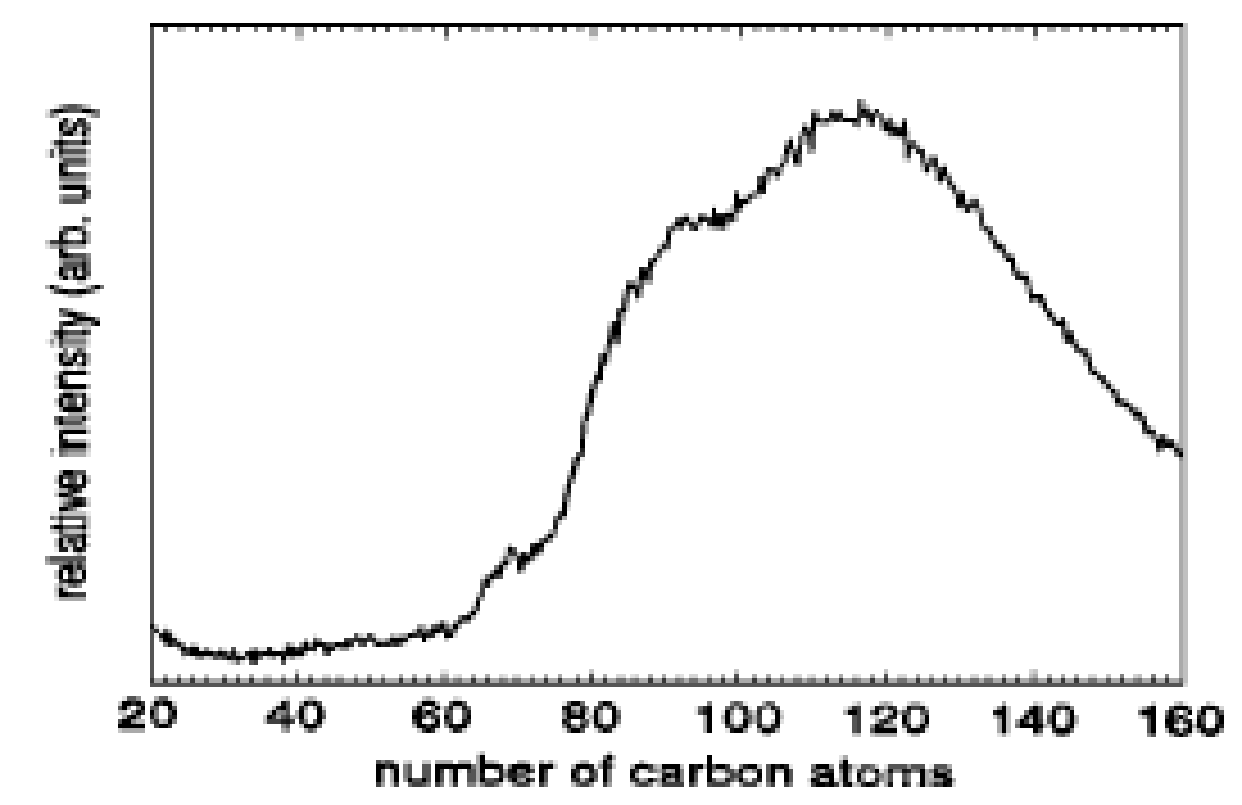 relative intensity (arb. units)
20 40 60 80 100 120 140 160
number of carbon atoms